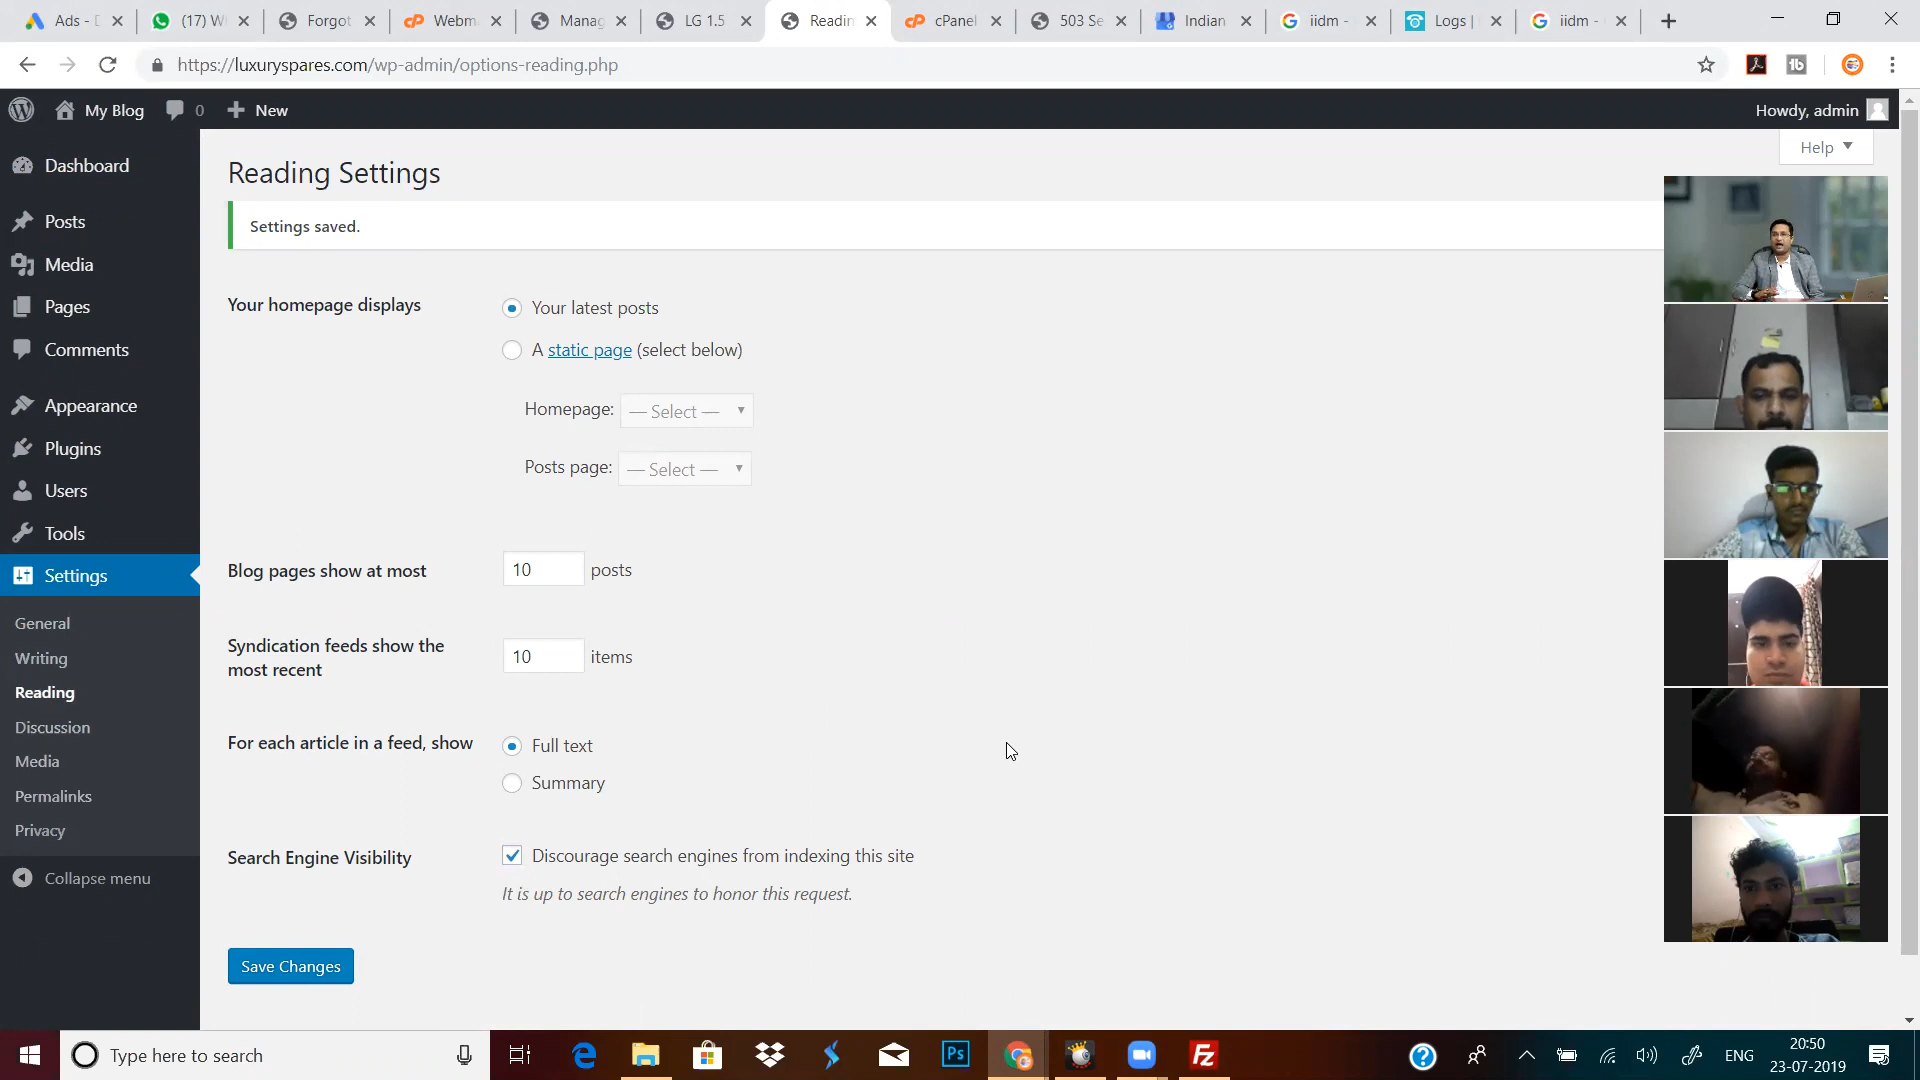 Ads - D
(17) W
Forgot
Webm
Manag
LG 1.5
Readin
cPanel
503 Se
Indian
iidm -
Logs |
iidm -
https://luxuryspares.com/wp-admin/options-reading.php
My Blog
0
New
Howdy, admin
Help
Dashboard
Posts
Media
Pages
Comments
Appearance
Plugins
Users
Tools
Settings
General
Writing
Reading
Discussion
Media
Permalinks
Privacy
Collapse menu
Reading Settings
Settings saved.
Your homepage displays
Your latest posts
A static page (select below)
Homepage: — Select —
Posts page: — Select —
Blog pages show at most
10 posts
Syndication feeds show the
most recent
10 items
For each article in a feed, show
Full text
Summary
Search Engine Visibility
Discourage search engines from indexing this site
It is up to search engines to honor this request.
Save Changes
Type here to search
Ps
Fz
ENG
20:50
23-07-2019